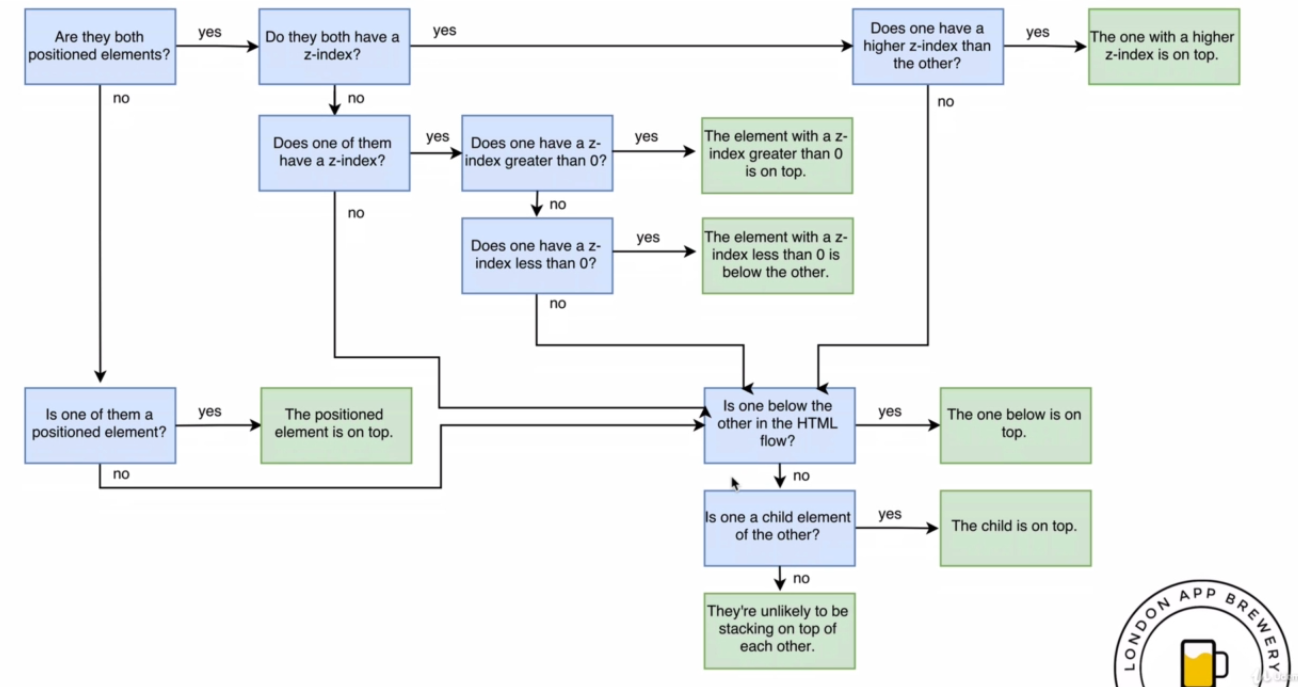 Are they both
positioned elements?
yes
Do they both have a
z-index?
yes
Does one have a
higher z-index than
the other?
yes
The one with a higher
z-index is on top.
no
no
no
Does one of them
have a z-index?
yes
Does one have a z-
index greater than 0?
yes
The element with a z-
index greater than 0
is on top.
no
no
Does one have a z-
index less than 0?
yes
The element with a z-
index less than 0 is
below the other.
no
Is one of them a
positioned element?
yes
The positioned
element is on top.
no
Is one below the
other in the HTML
flow?
yes
The one below is on
top.
no
Is one a child element
of the other?
yes
The child is on top.
no
They're unlikely to be
stacking on top of
each other.
LONDON APP BREWERY